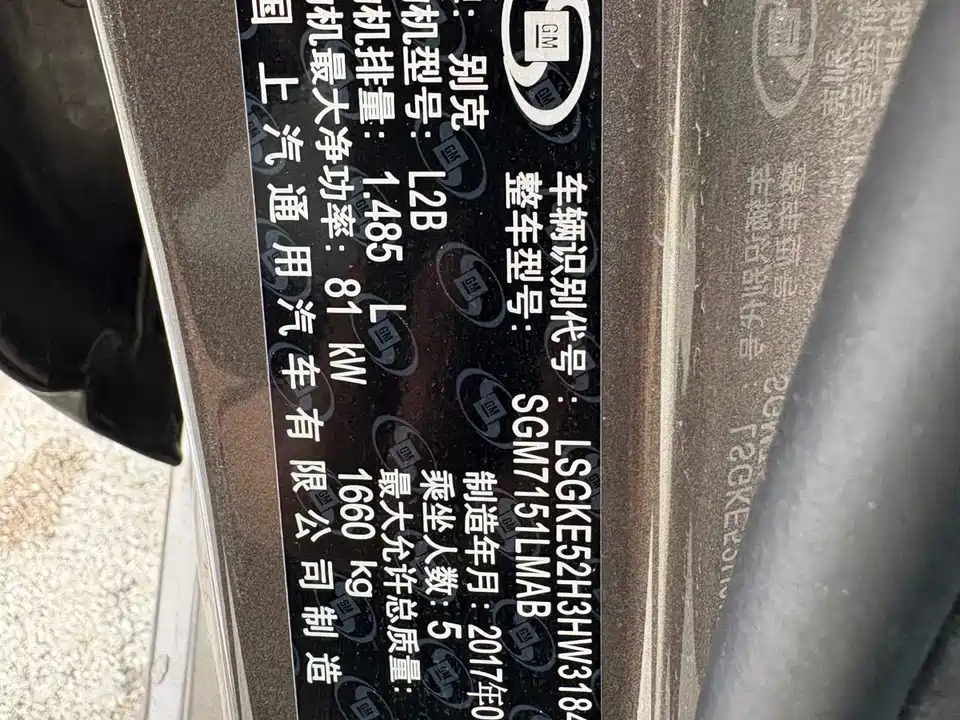 GM
车辆识别代号: LSGKE52H3HW3184
整车型号: SGM7151LMAB
别克
制造年月: 2017年0
机型号: L2B
乘坐人数: 5
机排量: 1.485 L
最大允许总质量:
机最大净功率: 81 kW
1660 kg
国上汽通用汽车有限公司制造